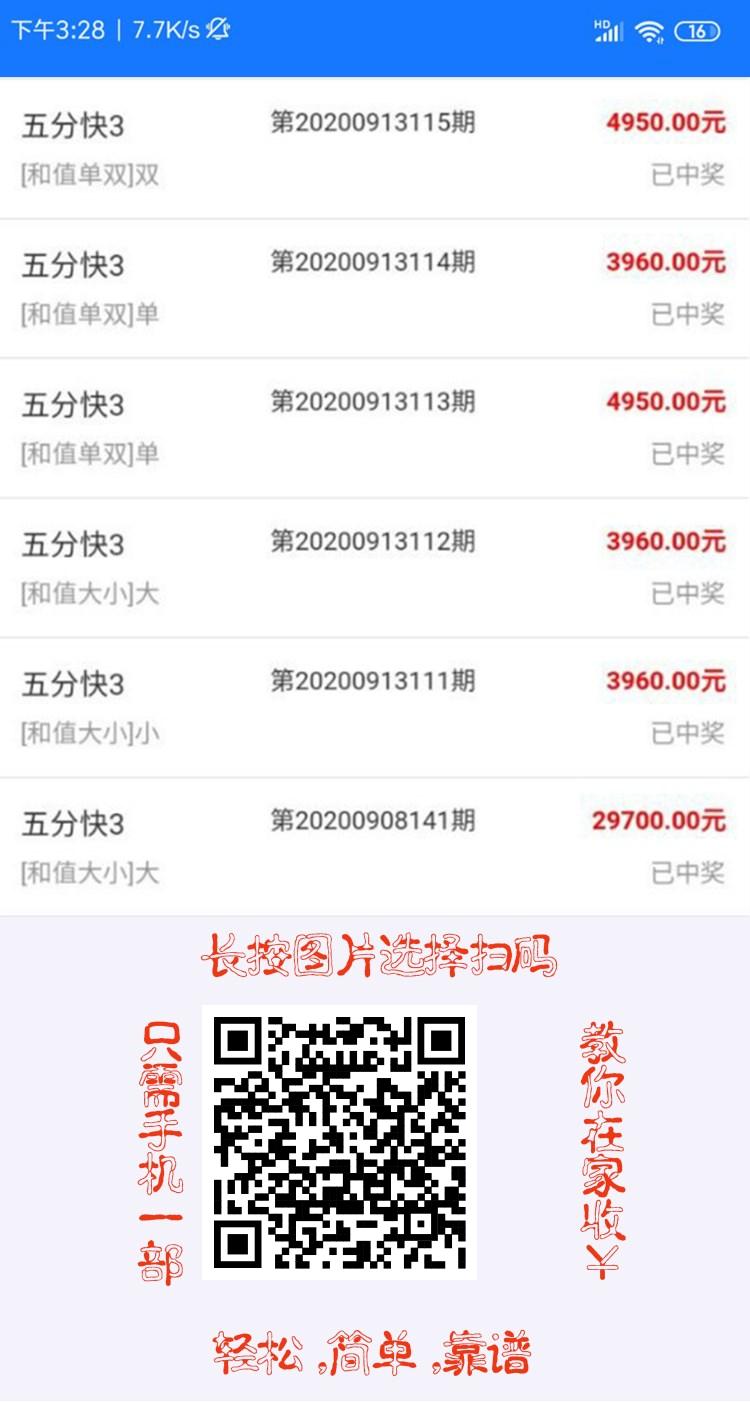 下午3:28 | 7.7K/s HD 16
五分快3 第20200913115期 4950.00元
[和值单双]双 已中奖
五分快3 第20200913114期 3960.00元
[和值单双]单 已中奖
五分快3 第20200913113期 4950.00元
[和值单双]单 已中奖
五分快3 第20200913112期 3960.00元
[和值大小]大 已中奖
五分快3 第20200913111期 3960.00元
[和值大小]小 已中奖
五分快3 第20200908141期 29700.00元
[和值大小]大 已中奖
长按图片选择扫码
只需手机一部
教你在家收大
轻松,简单,靠谱